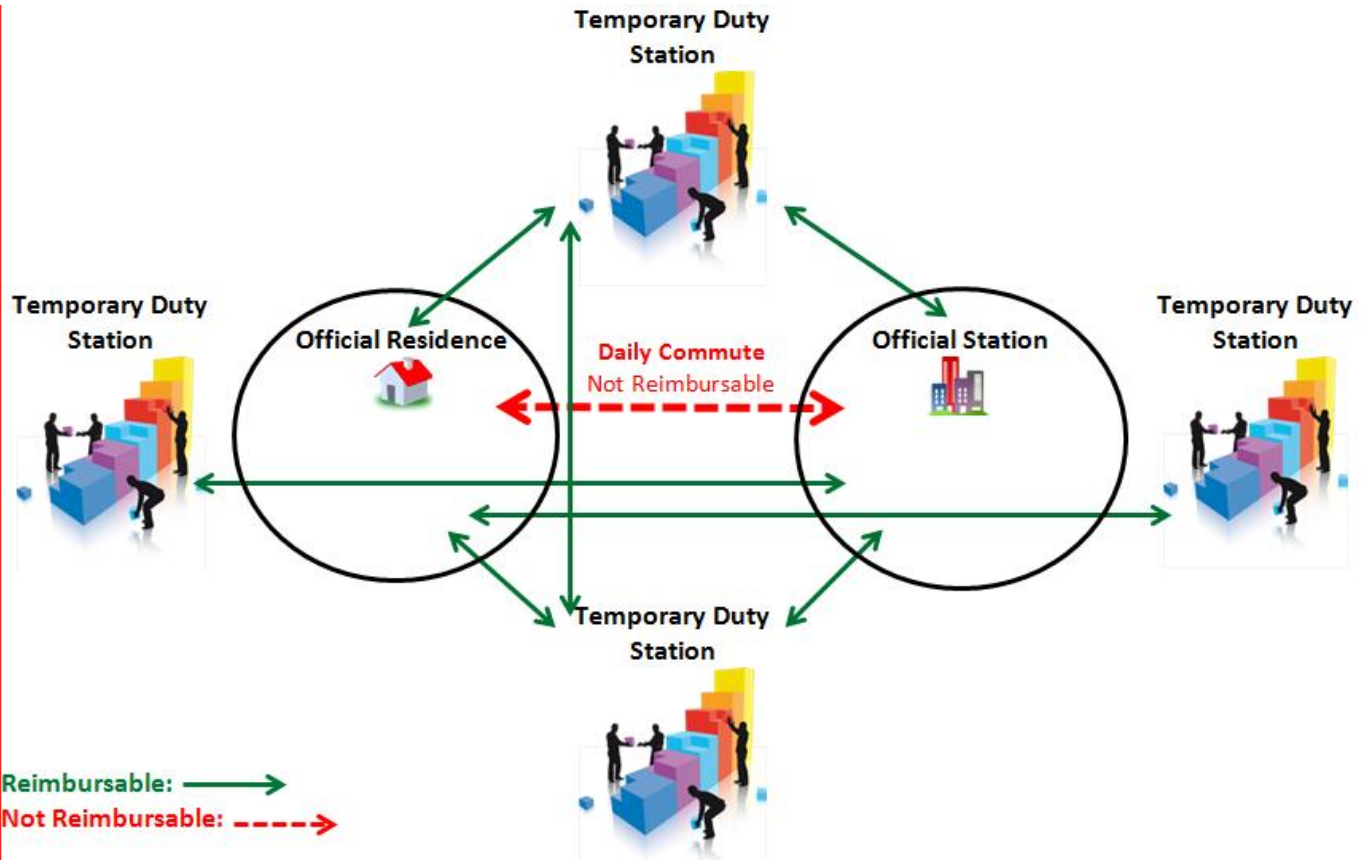 Temporary Duty
Station
Temporary Duty
Station
Official Residence
Daily Commute
Not Reimbursable
Official Station
Temporary Duty
Station
Temporary Duty
Station
Reimbursable:
Not Reimbursable: